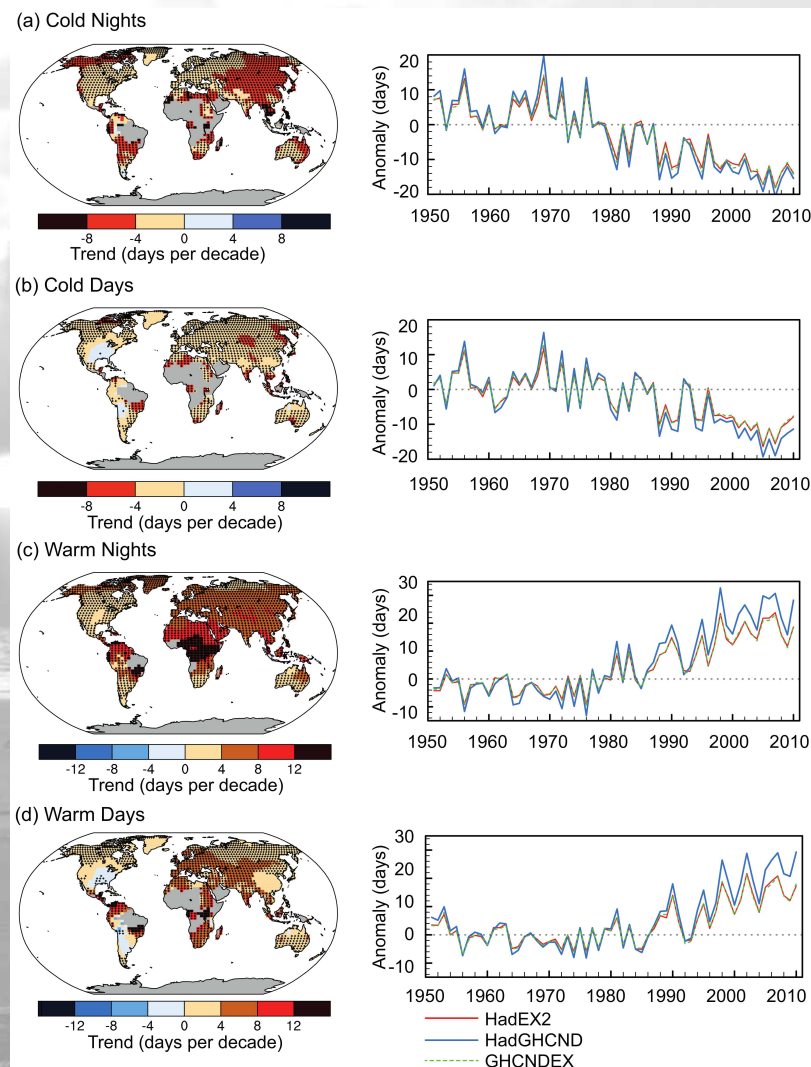 (a) Cold Nights
-8 -4 0 4 8
Trend (days per decade)
Anomaly (days)
20
10
0
-10
-20
1950 1960 1970 1980 1990 2000 2010
(b) Cold Days
-8 -4 0 4 8
Trend (days per decade)
Anomaly (days)
20
10
0
-10
-20
1950 1960 1970 1980 1990 2000 2010
(c) Warm Nights
-12 -8 -4 0 4 8 12
Trend (days per decade)
Anomaly (days)
30
20
10
0
-10
1950 1960 1970 1980 1990 2000 2010
(d) Warm Days
-12 -8 -4 0 4 8 12
Trend (days per decade)
Anomaly (days)
30
20
10
0
-10
1950 1960 1970 1980 1990 2000 2010
HadEX2
HadGHCND
GHCNDEX